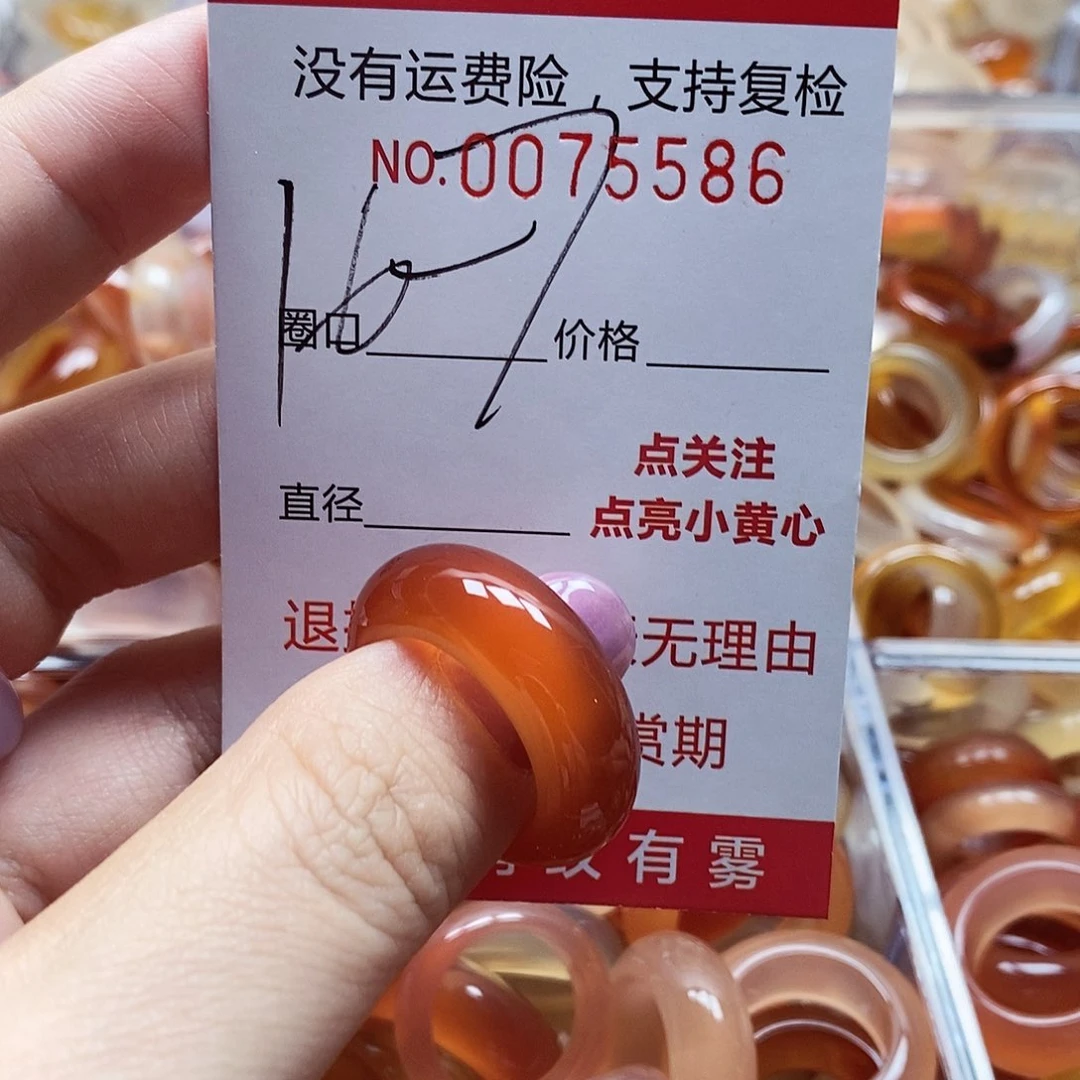 没有运费险，支持复检
NO.0075586
圈口 价格
直径
点关注
点亮小黄心
退 无理由
赏期
有雾